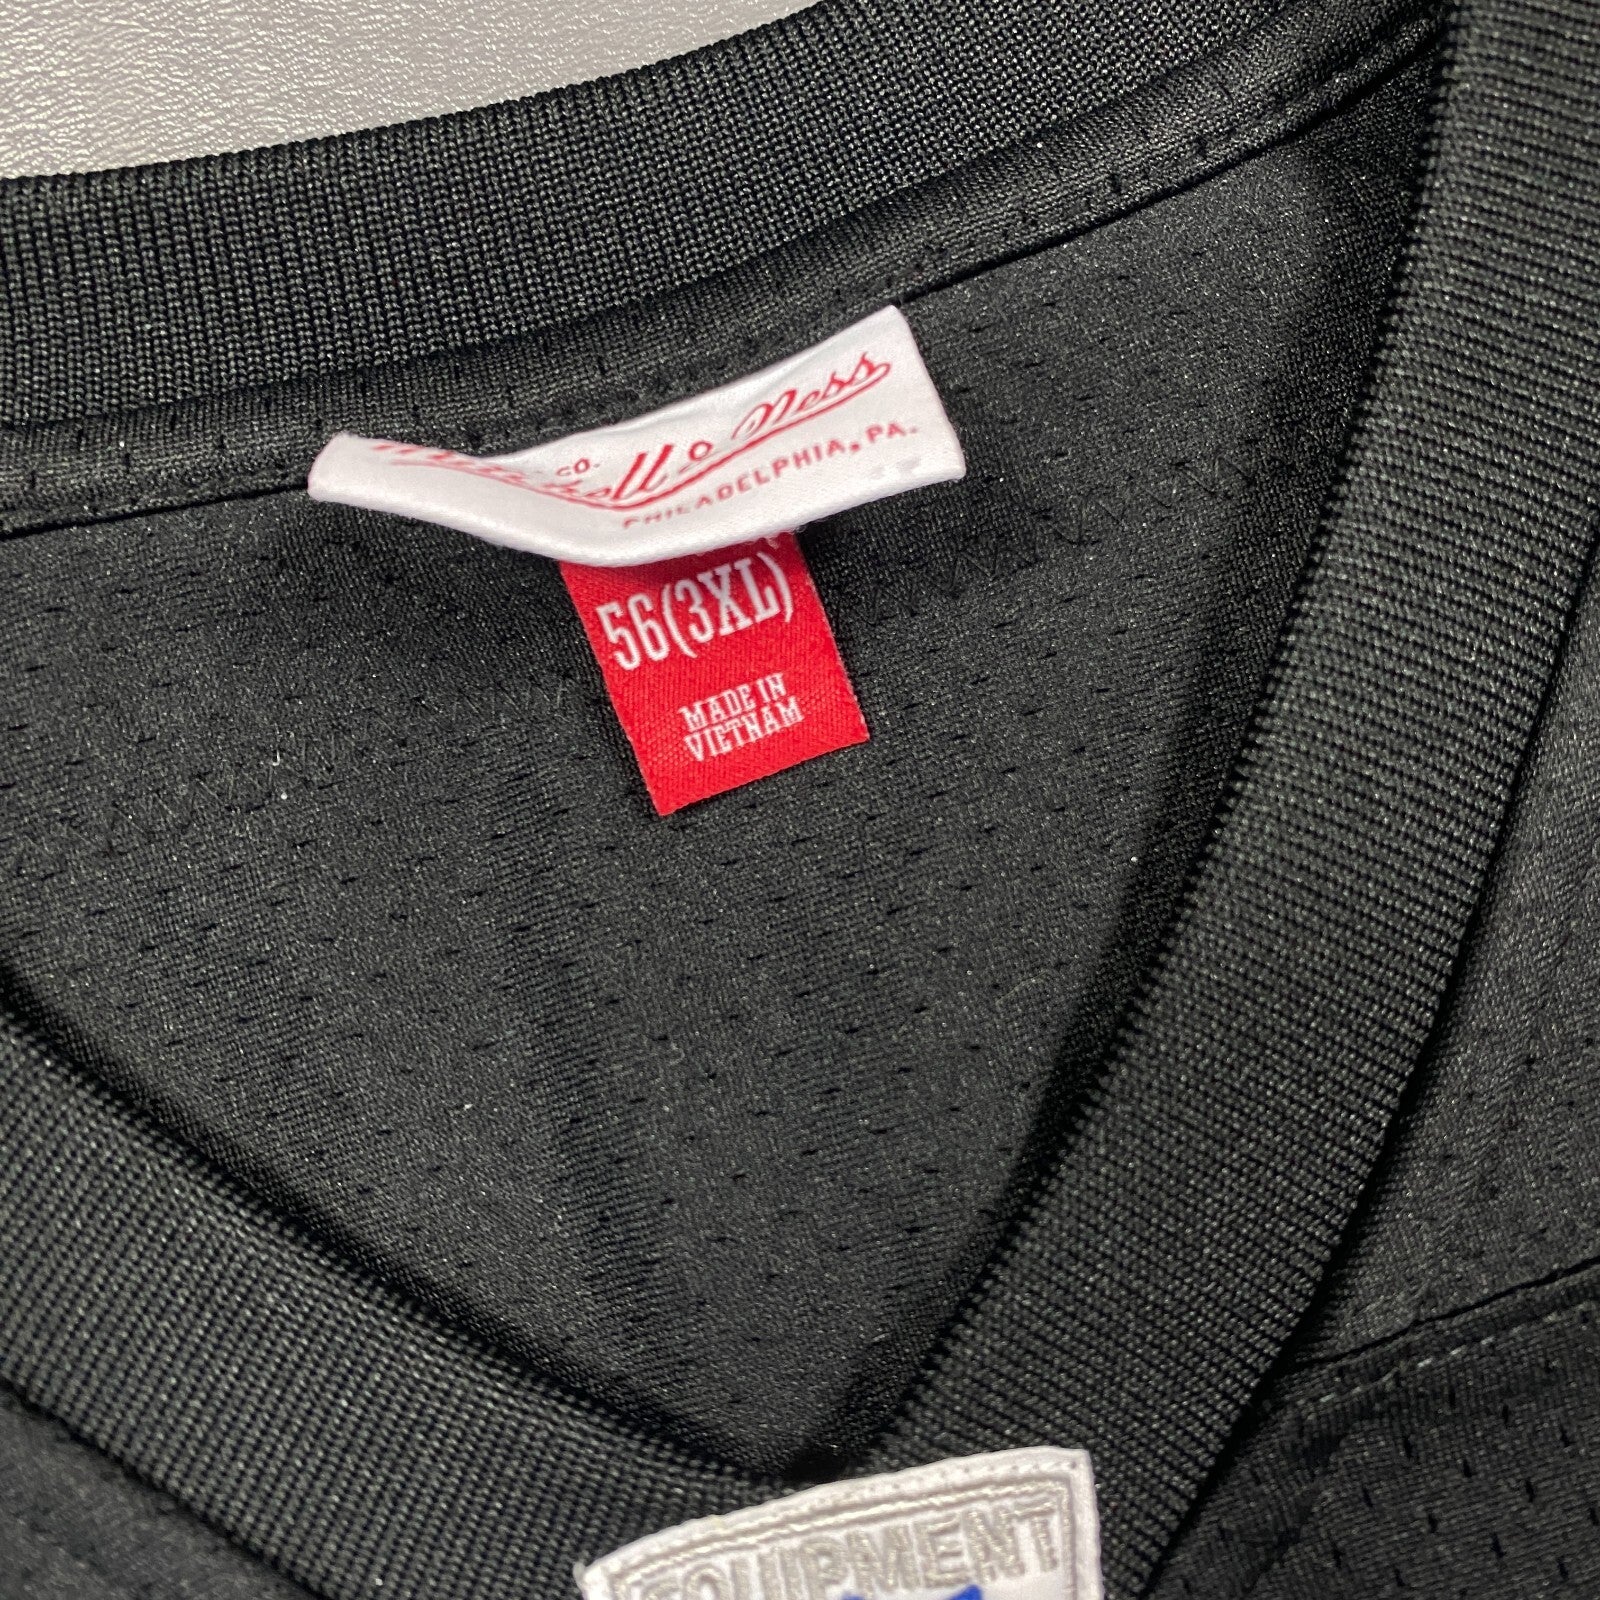 Mitchell & Ness
CO.
PHILADELPHIA, PA.
56(3XL)
MADE IN
VIETNAM
EQUIPMENT